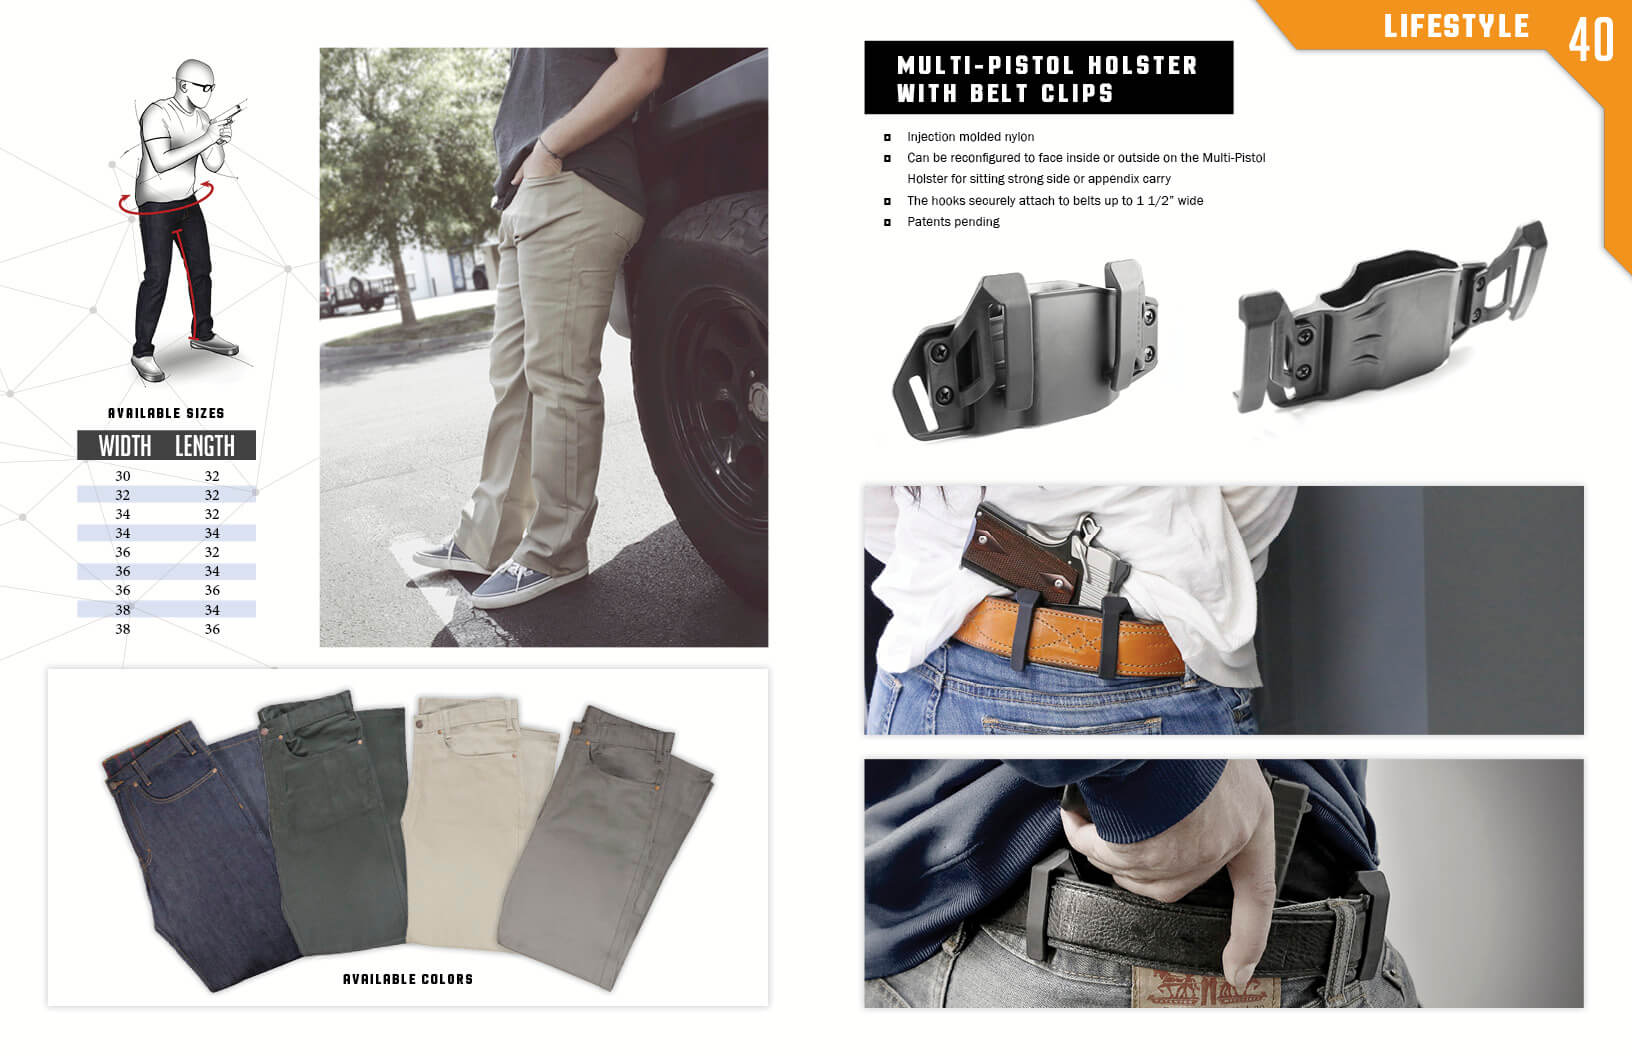 AVAILABLE SIZES
WIDTH LENGTH
30 32
32 32
34 32
34 34
36 32
36 34
36 36
38 34
38 36
AVAILABLE COLORS
LIFESTYLE 40
MULTI-PISTOL HOLSTER
WITH BELT CLIPS
Injection molded nylon
Can be reconfigured to face inside or outside on the Multi-Pistol
Holster for sitting strong side or appendix carry
The hooks securely attach to belts up to 1 1/2” wide
Patents pending